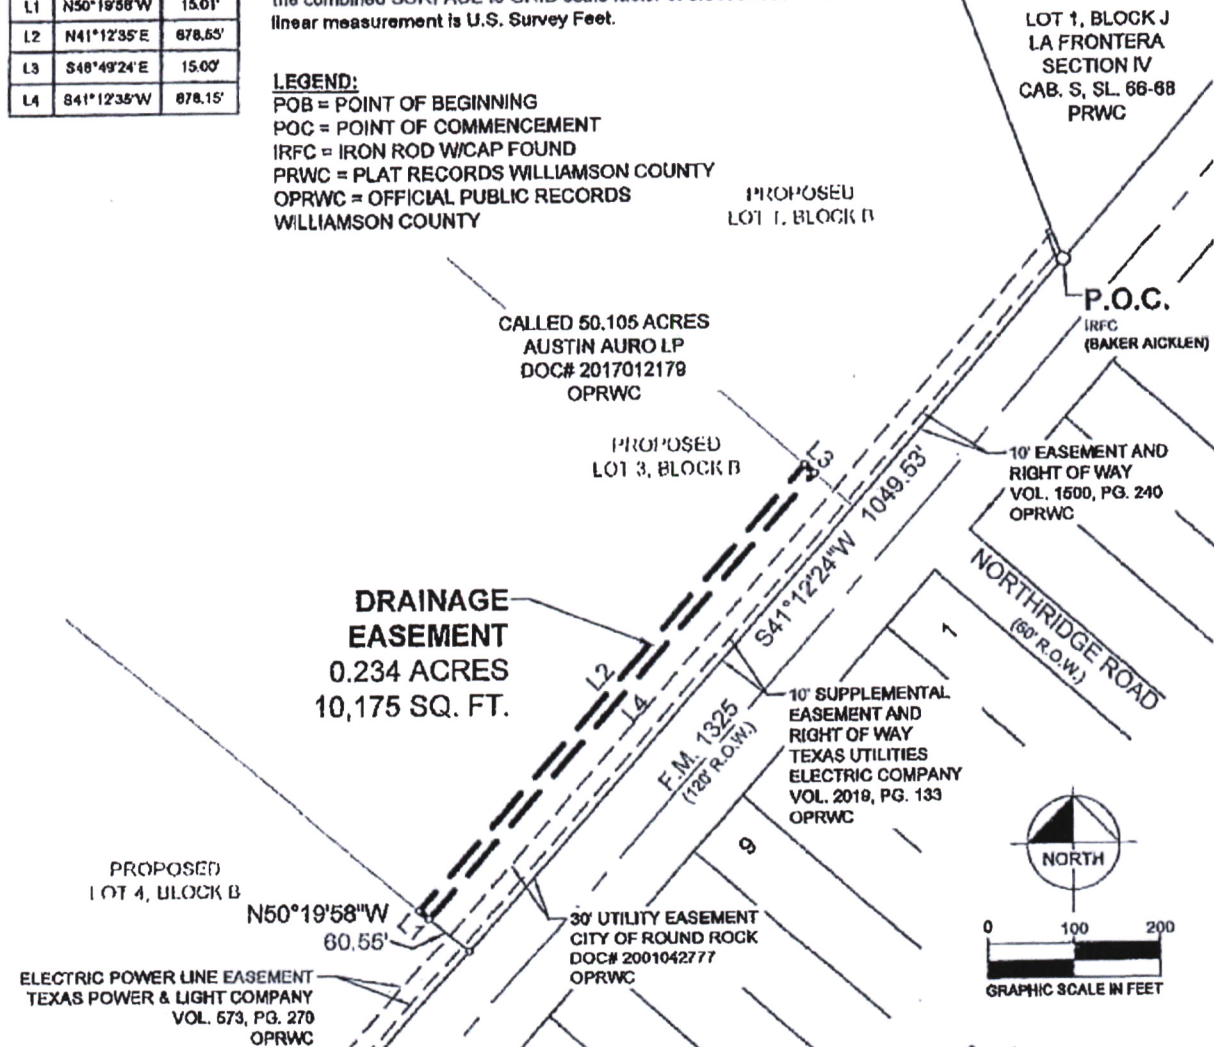 L1 N50°19'58"W 15.01'
L2 N41°12'35"E 678.55'
L3 S48°49'24"E 15.00'
L4 S41°12'35"W 678.15'
linear measurement is U.S. Survey Feet.
LEGEND:
POB = POINT OF BEGINNING
POC = POINT OF COMMENCEMENT
IRFC = IRON ROD W/CAP FOUND
PRWC = PLAT RECORDS WILLIAMSON COUNTY
OPRWC = OFFICIAL PUBLIC RECORDS
WILLIAMSON COUNTY
LOT 1, BLOCK J
LA FRONTERA
SECTION IV
CAB. S, SL. 66-68
PRWC
PROPOSED
LOT 1, BLOCK B
P.O.C.
IRFC
(BAKER AICKLEN)
CALLED 50.105 ACRES
AUSTIN AURO LP
DOC# 2017012179
OPRWC
PROPOSED
LOT 3, BLOCK B
L3
10' EASEMENT AND
RIGHT OF WAY
VOL. 1500, PG. 240
OPRWC
S41°12'24"W 1049.53'
NORTHRIDGE ROAD
(60' R.O.W.)
1
DRAINAGE
EASEMENT
0.234 ACRES
10,175 SQ. FT.
L2
L4
F.M. 1325
(120' R.O.W.)
10' SUPPLEMENTAL
EASEMENT AND
RIGHT OF WAY
TEXAS UTILITIES
ELECTRIC COMPANY
VOL. 2019, PG. 133
OPRWC
9
NORTH
PROPOSED
LOT 4, BLOCK B
N50°19'58"W
60.56'
L1
30' UTILITY EASEMENT
CITY OF ROUND ROCK
DOC# 2001042777
OPRWC
0 100 200
GRAPHIC SCALE IN FEET
ELECTRIC POWER LINE EASEMENT
TEXAS POWER & LIGHT COMPANY
VOL. 573, PG. 270
OPRWC